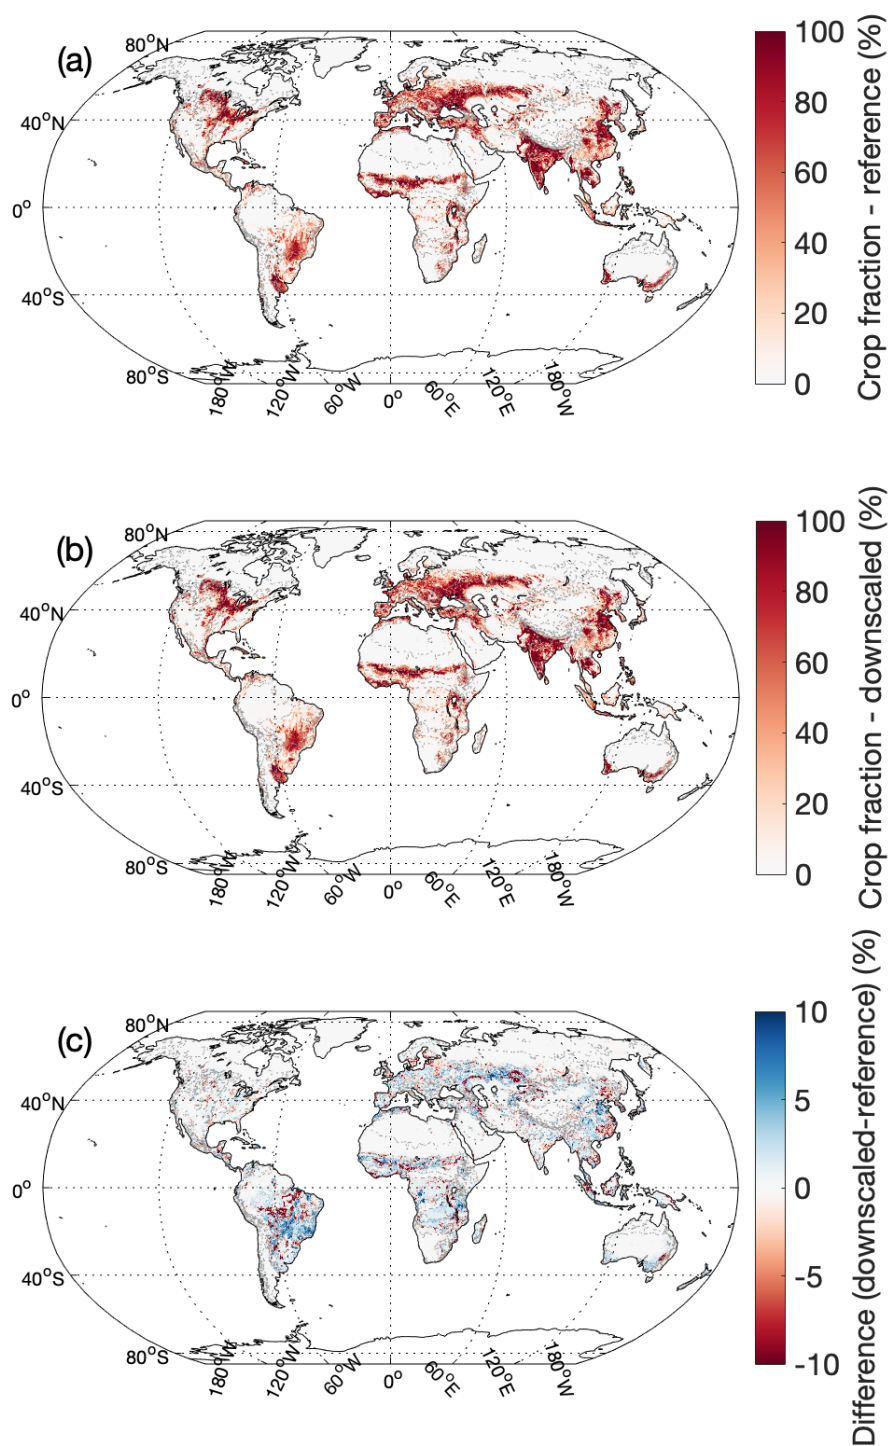 (a)
80°N
40°N
0°
40°S
80°S
180°W
120°W
60°W
0°
60°E
120°E
180°W
100
80
60
40
20
0
Crop fraction - reference (%)
(b)
80°N
40°N
0°
40°S
80°S
180°W
120°W
60°W
0°
60°E
120°E
180°W
100
80
60
40
20
0
Crop fraction - downscaled (%)
(c)
80°N
40°N
0°
40°S
80°S
180°W
120°W
60°W
0°
60°E
120°E
180°W
10
5
0
-5
-10
Difference (downscaled-reference) (%)